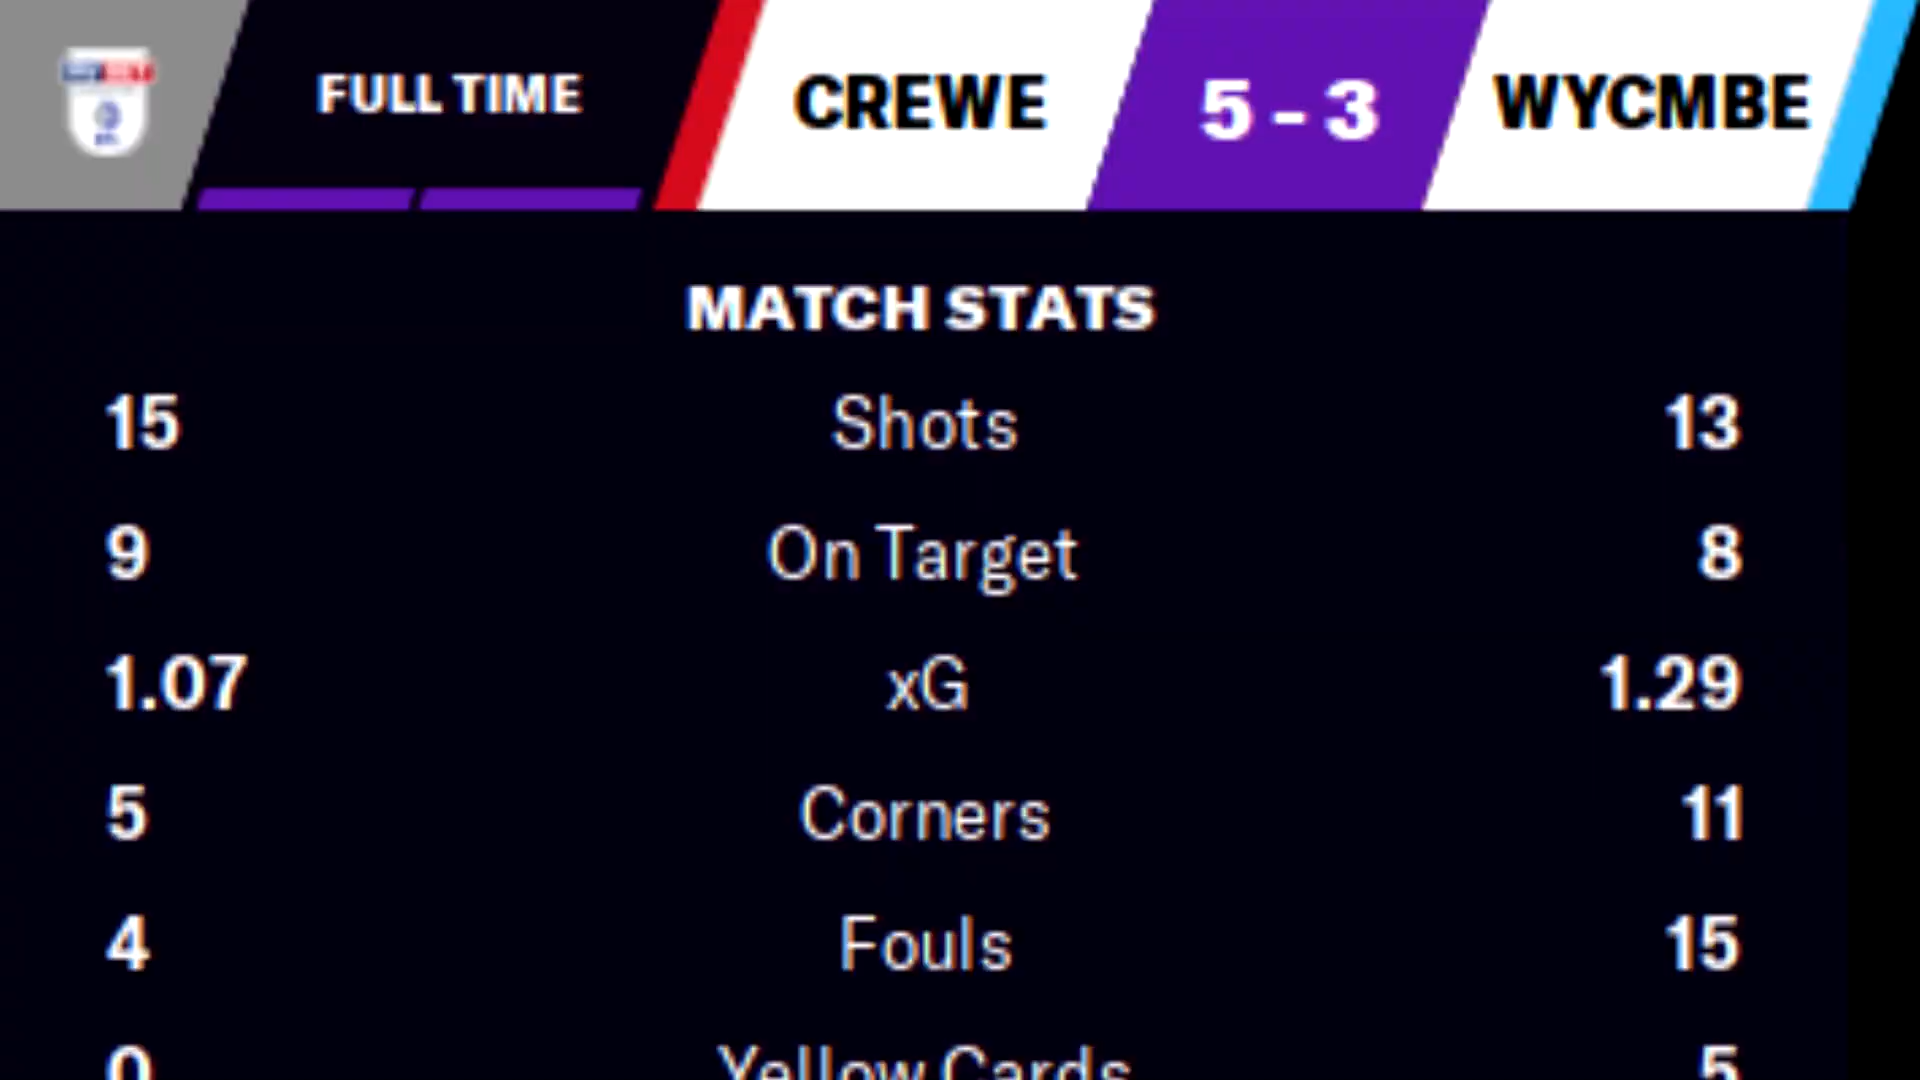 FULL TIME CREWE 5 - 3 WYCMBE
MATCH STATS
15 Shots 13
9 On Target 8
1.07 xG 1.29
5 Corners 11
4 Fouls 15
0 Yellow Cards 5